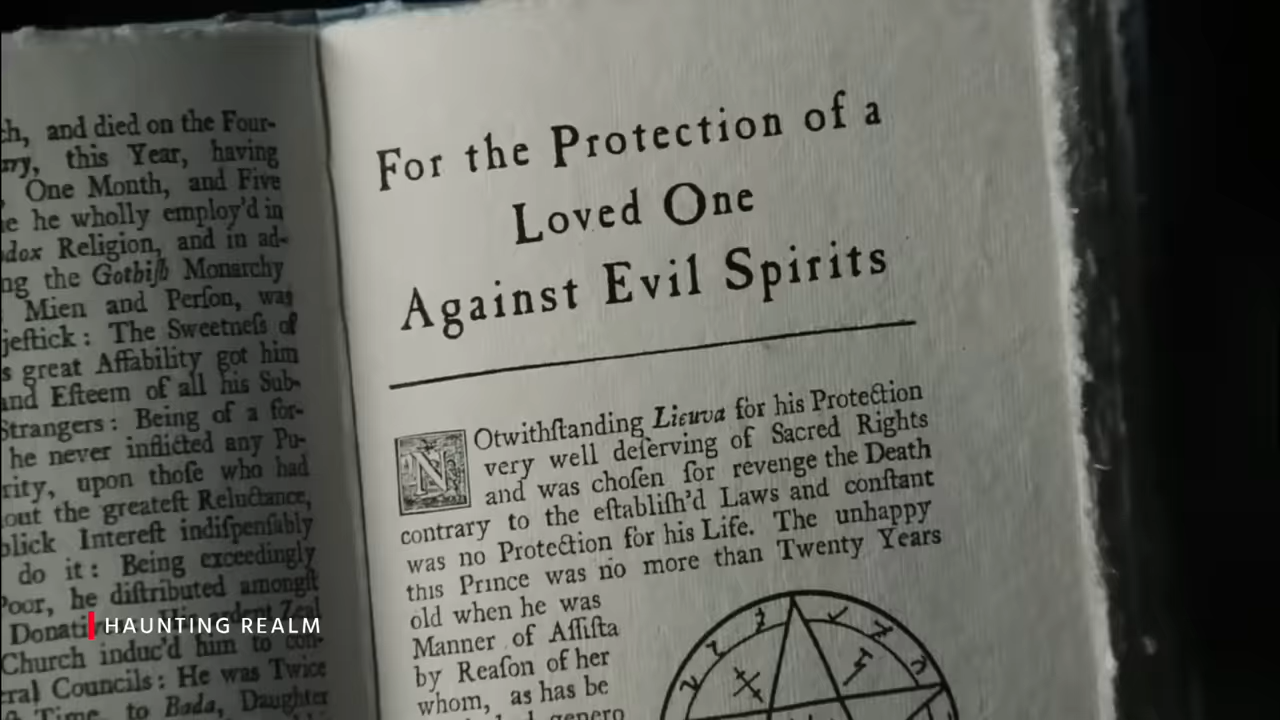 ch, and died on the Four-
ry, this Year, having
One Month, and Five
e he wholly employ'd in
dox Religion, and in ad-
ng the Gothiſh Monarchy
Mien and Perſon, was
jeſtick: The Sweetneſs of
s great Affability got him
and Eſteem of all his Sub-
Strangers: Being of a for-
he never inflicted any Pu-
rity, upon thoſe who had
out the greateſt Reluctance,
blick Intereſt indiſpenſably
do it: Being exceedingly
Poor, he diſtributed amongſt
Donati His ardent Zeal
Church induc'd him to con-
ral Councils: He was Twice
Time, to Bada, Daughter
For the Protection of a
Loved One
Against Evil Spirits
NOtwithſtanding Lieuva for his Protection
very well deſerving of Sacred Rights
and was choſen for revenge the Death
contrary to the eſtabliſh'd Laws and conſtant
was no Protection for his Life. The unhappy
this Prince was no more than Twenty Years
old when he was
Manner of Aſſiſta
by Reaſon of her
whom, as has be
genero
HAUNTING REALM